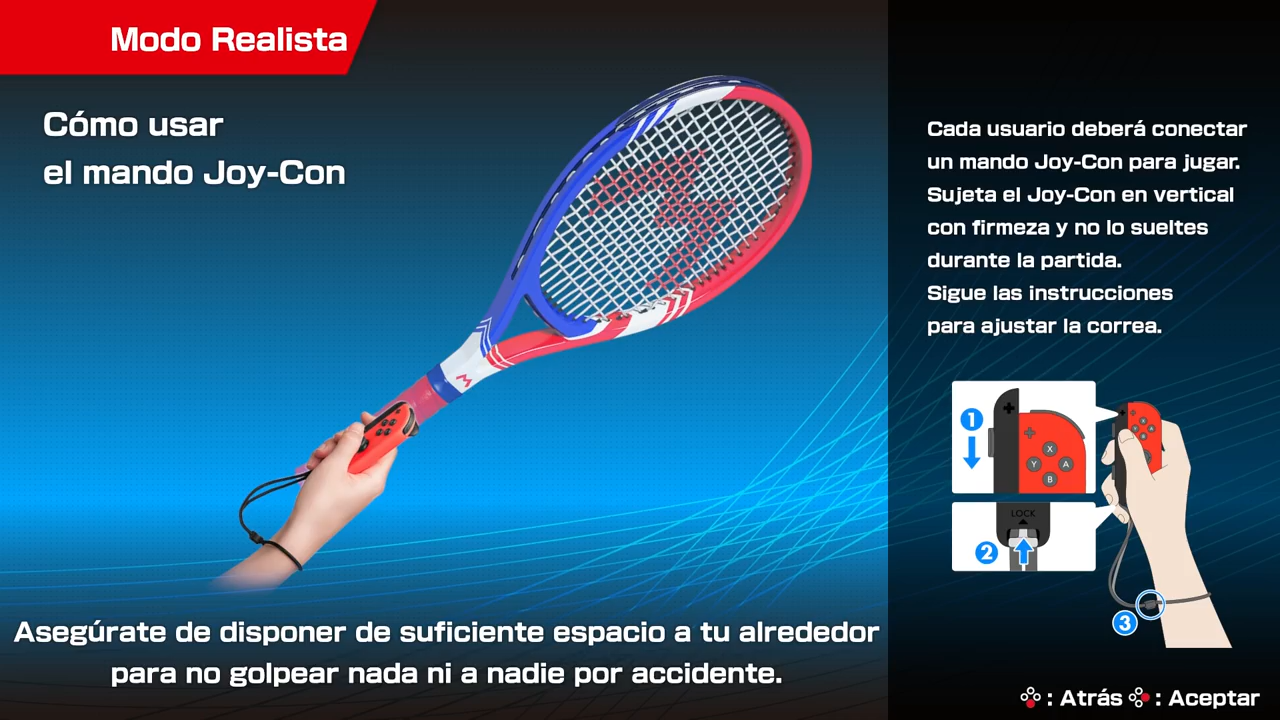 Modo Realista
Cómo usar
el mando Joy-Con
M
Asegúrate de disponer de suficiente espacio a tu alrededor
para no golpear nada ni a nadie por accidente.
Cada usuario deberá conectar
un mando Joy-Con para jugar.
Sujeta el Joy-Con en vertical
con firmeza y no lo sueltes
durante la partida.
Sigue las instrucciones
para ajustar la correa.
1
X
Y A
B
LOCK
2
3
: Atrás : Aceptar